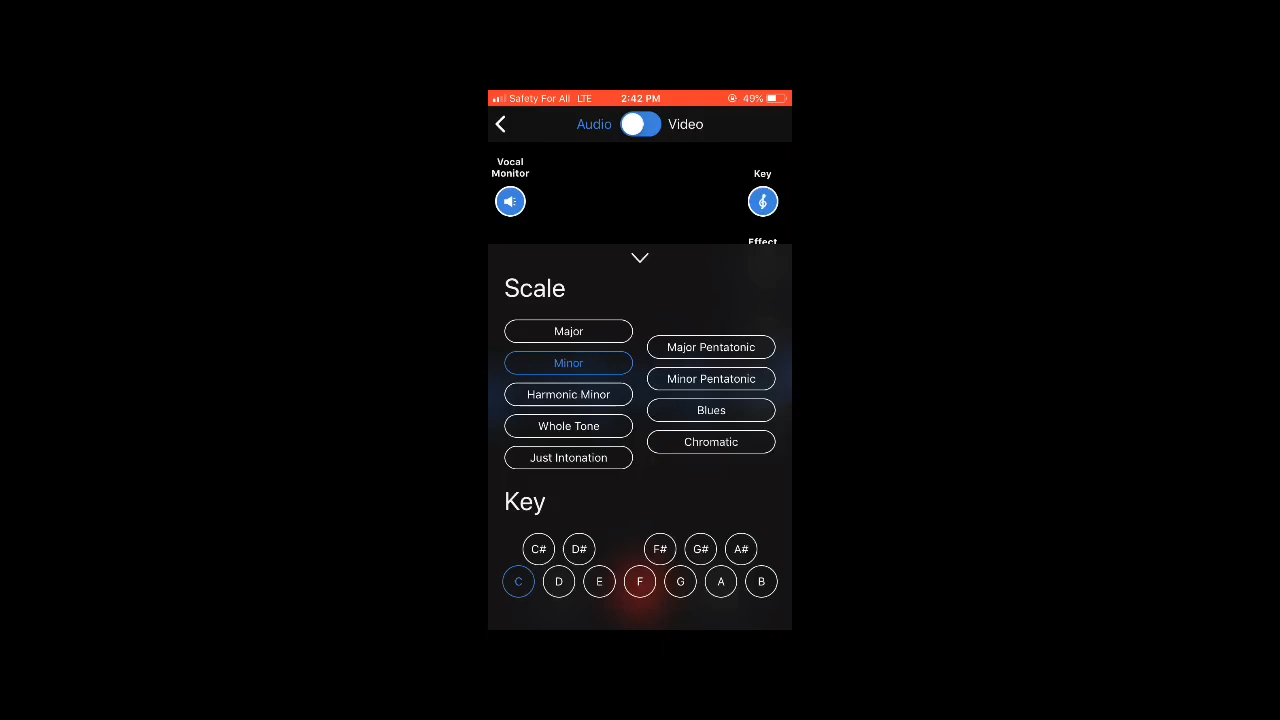 Safety For All LTE 2:42 PM 49%
Audio Video
Vocal
Monitor
Key
Effect
Scale
Major
Minor
Harmonic Minor
Whole Tone
Just Intonation
Major Pentatonic
Minor Pentatonic
Blues
Chromatic
Key
C# D# F# G# A#
C D E F G A B